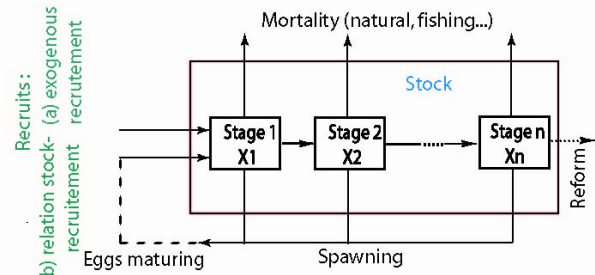 Mortality (natural, fishing...)
Stock
Recruits :
(a) exogenous
recrutement
b) relation stock-
recruitement
Stage 1
X1
Stage 2
X2
Stage n
Xn
Reform
Eggs maturing
Spawning